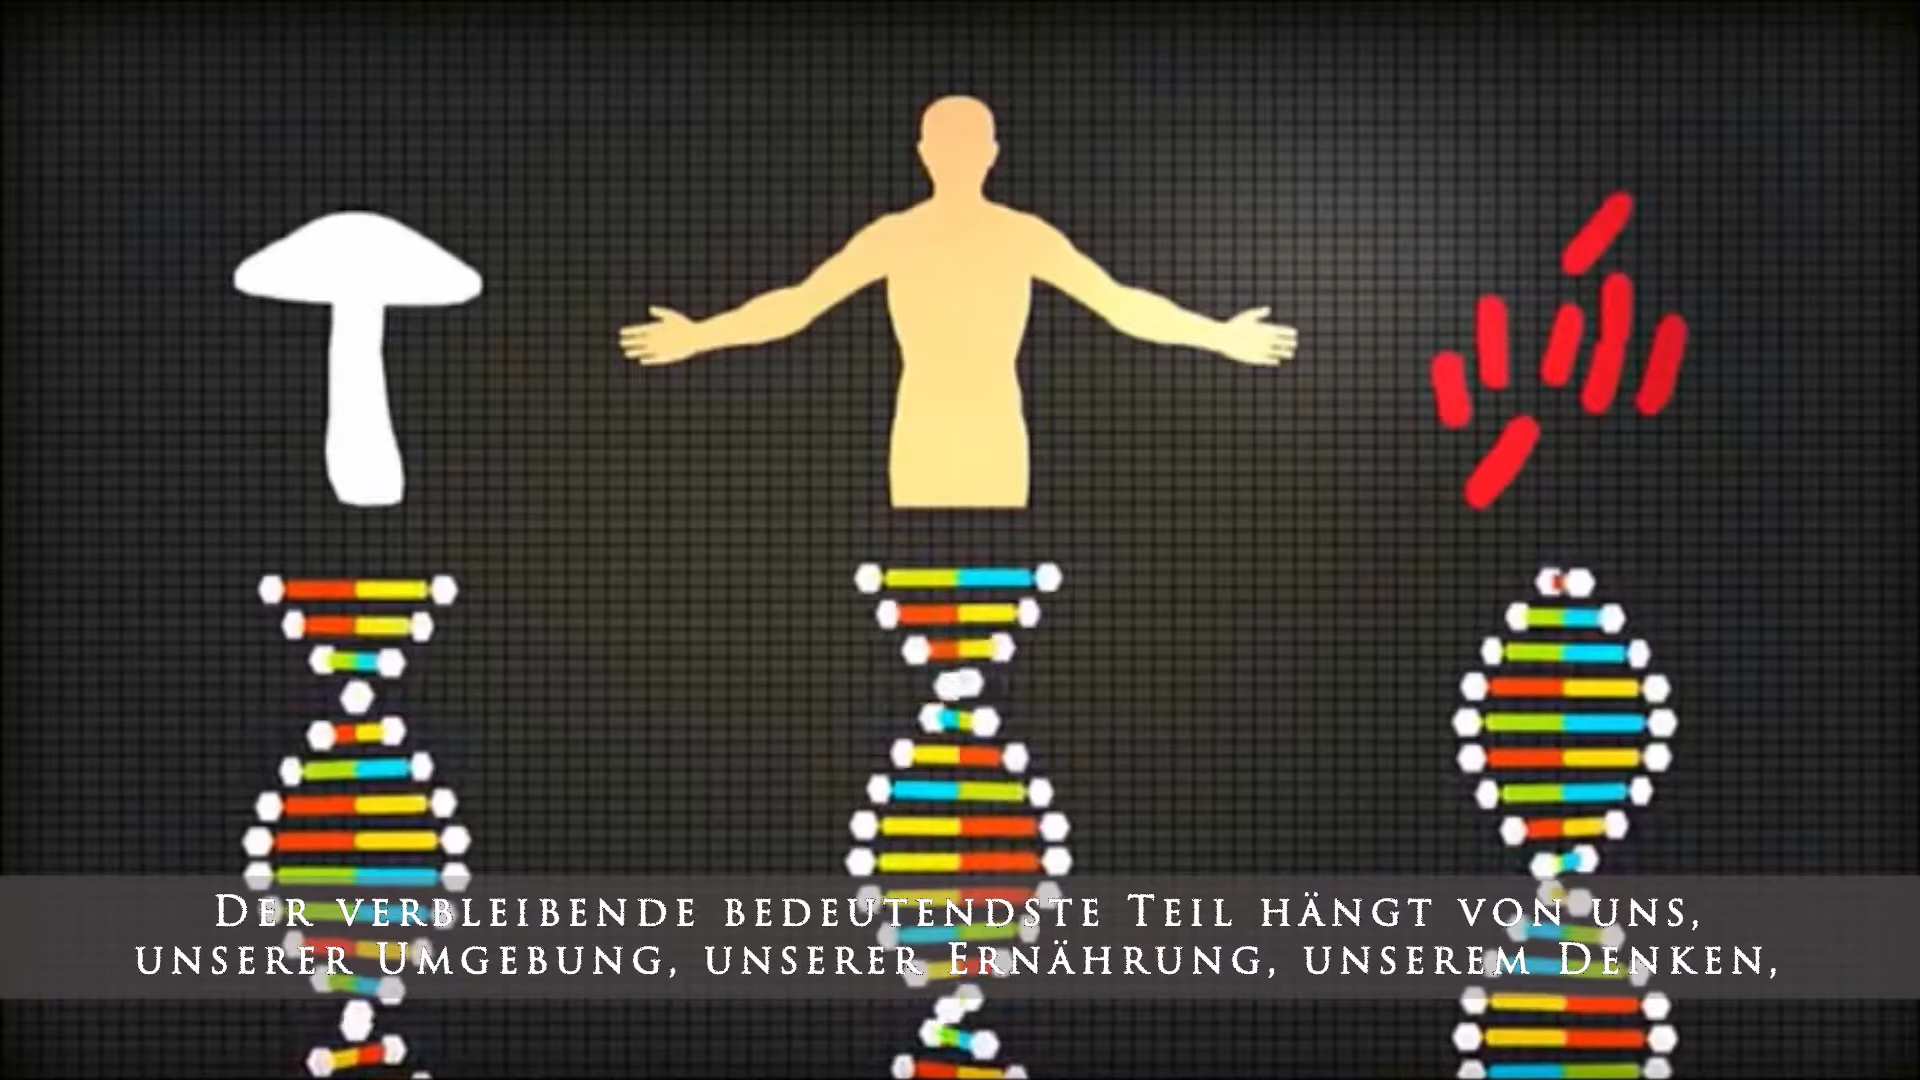 Der verbleibende bedeutendste Teil hängt von uns,
unserer Umgebung, unserer Ernährung, unserem Denken,